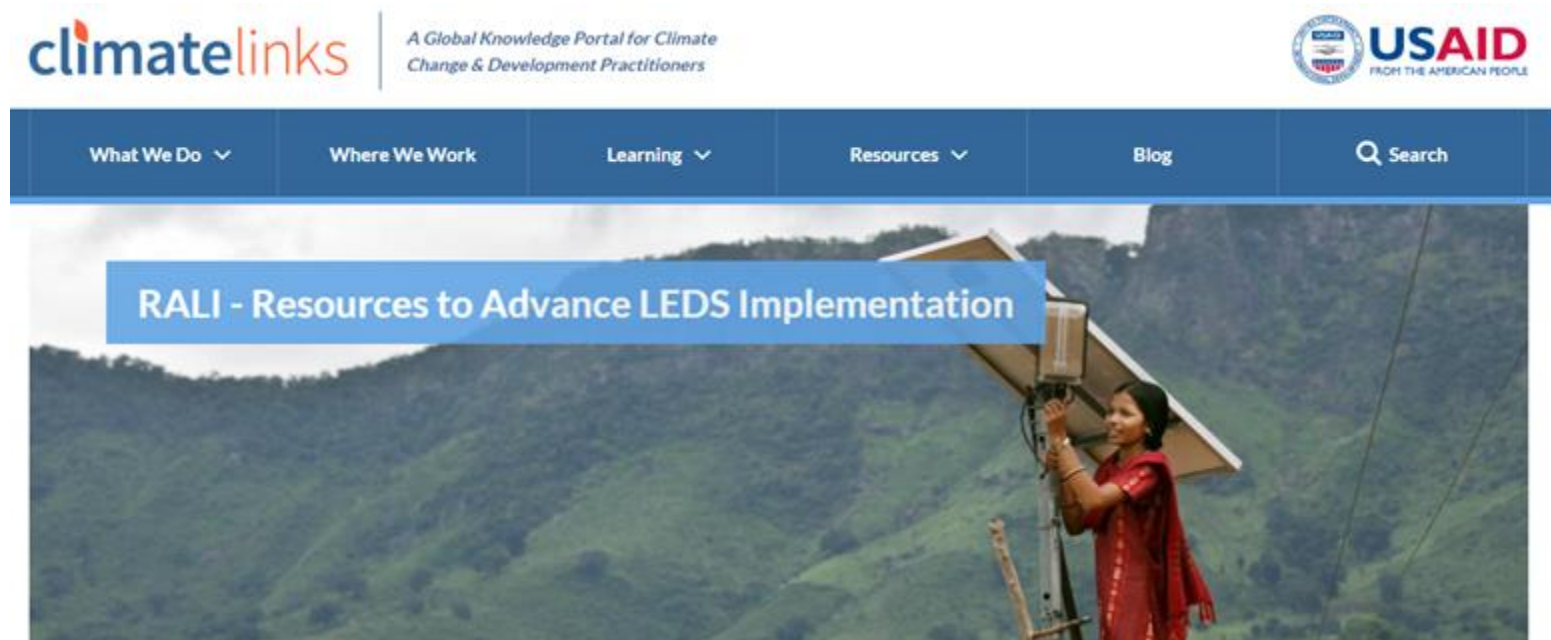 climatelinks
A Global Knowledge Portal for Climate
Change & Development Practitioners
USAID
FROM THE AMERICAN PEOPLE
What We Do
Where We Work
Learning
Resources
Blog
Search
RALI - Resources to Advance LEDS Implementation